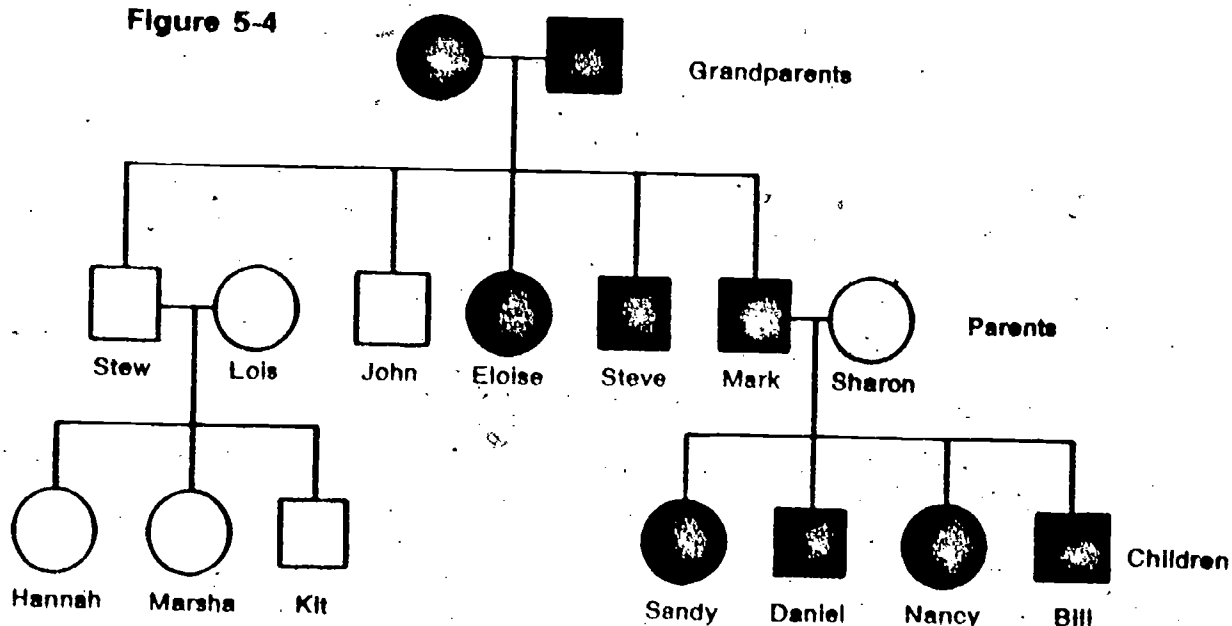 Figure 5-4
Grandparents
Stew Lois John Eloise Steve Mark Sharon Parents
Hannah Marsha Kit Sandy Daniel Nancy Bill Children